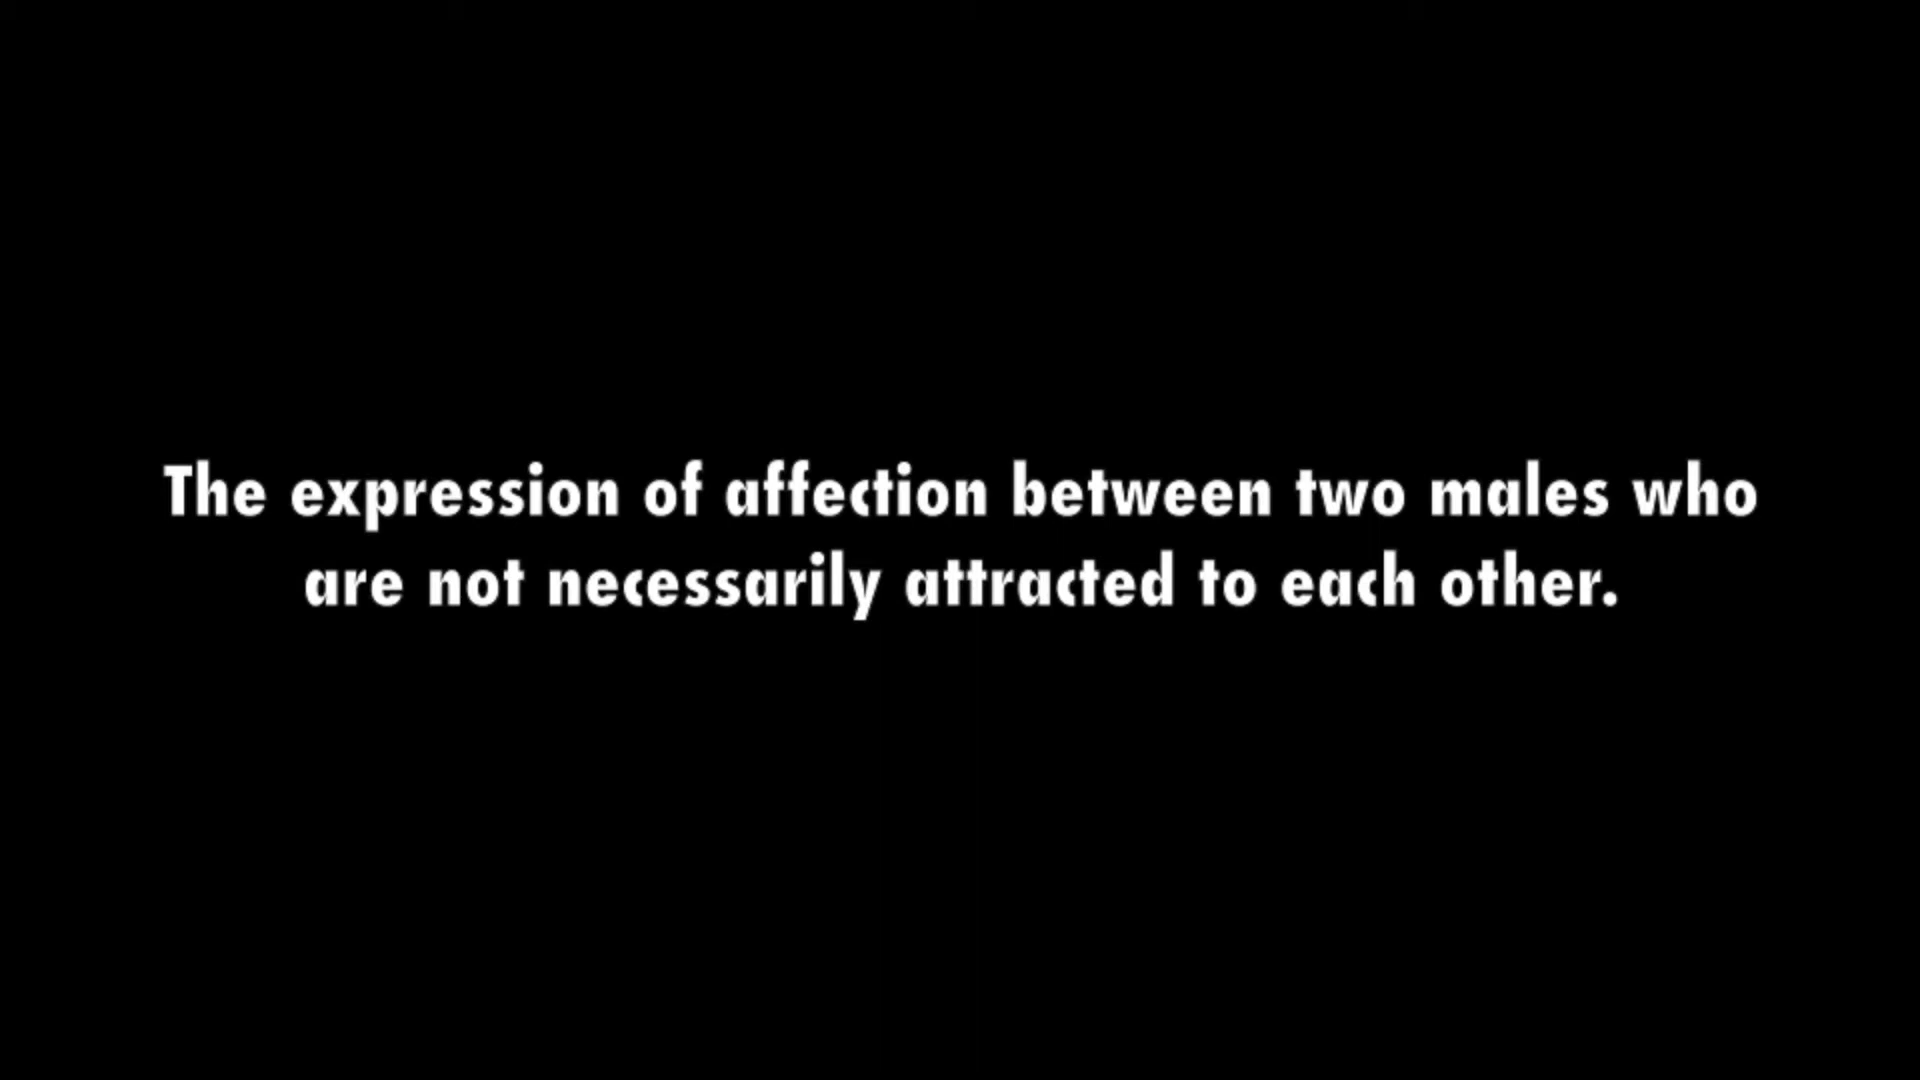 The expression of affection between two males who
are not necessarily attracted to each other.